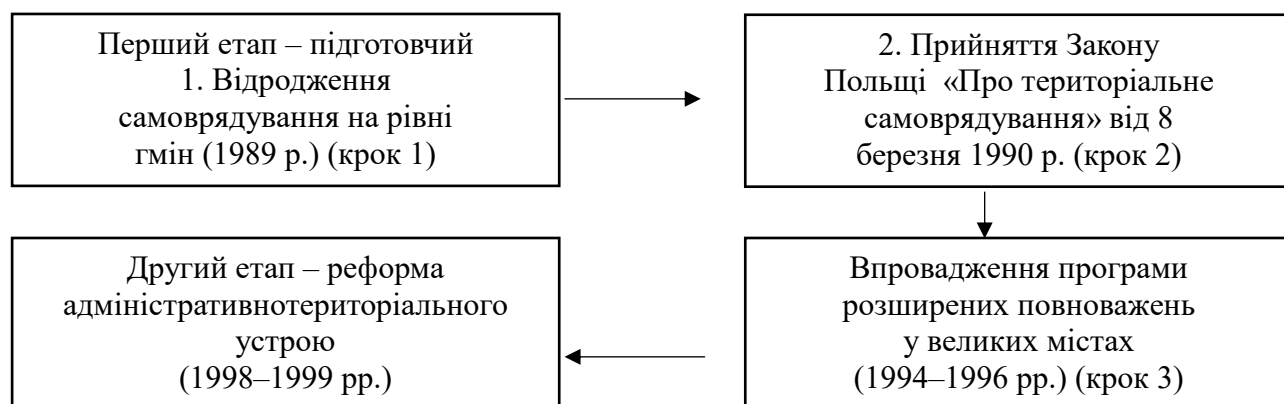 Перший етап – підготовчий
1. Відродження
самоврядування на рівні
гмін (1989 р.) (крок 1)
2. Прийняття Закону
Польщі «Про територіальне
самоврядування» від 8
березня 1990 р. (крок 2)
Впровадження програми
розширених повноважень
у великих містах
(1994–1996 рр.) (крок 3)
Другий етап – реформа
адміністративнотериторіального
устрою
(1998–1999 рр.)